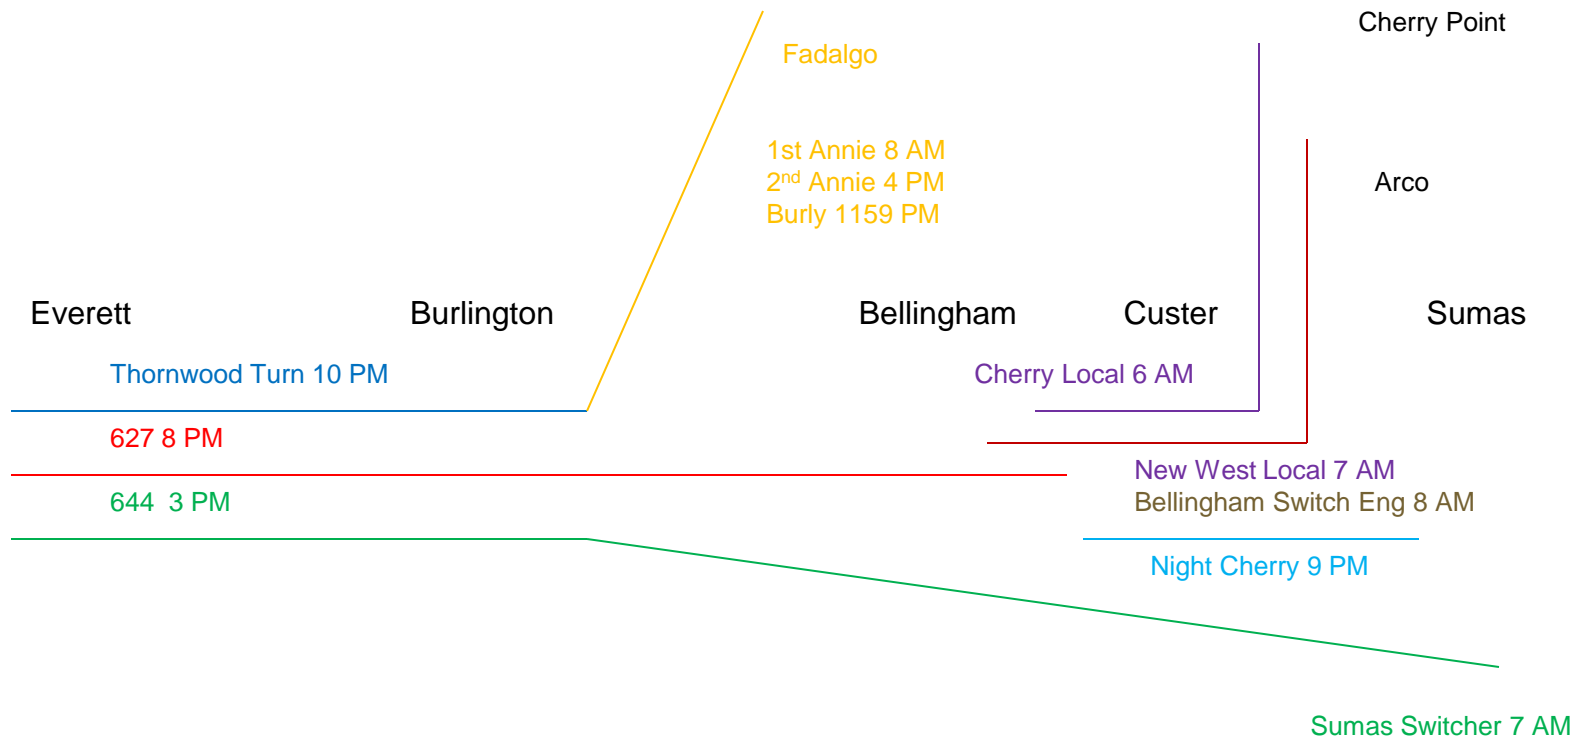 Cherry Point
Fadalgo
1st Annie 8 AM
2nd Annie 4 PM
Burly 1159 PM
Arco
Everett
Burlington
Bellingham
Custer
Sumas
Thornwood Turn 10 PM
Cherry Local 6 AM
627 8 PM
New West Local 7 AM
644  3 PM
Bellingham Switch Eng 8 AM
Night Cherry 9 PM
Sumas Switcher 7 AM